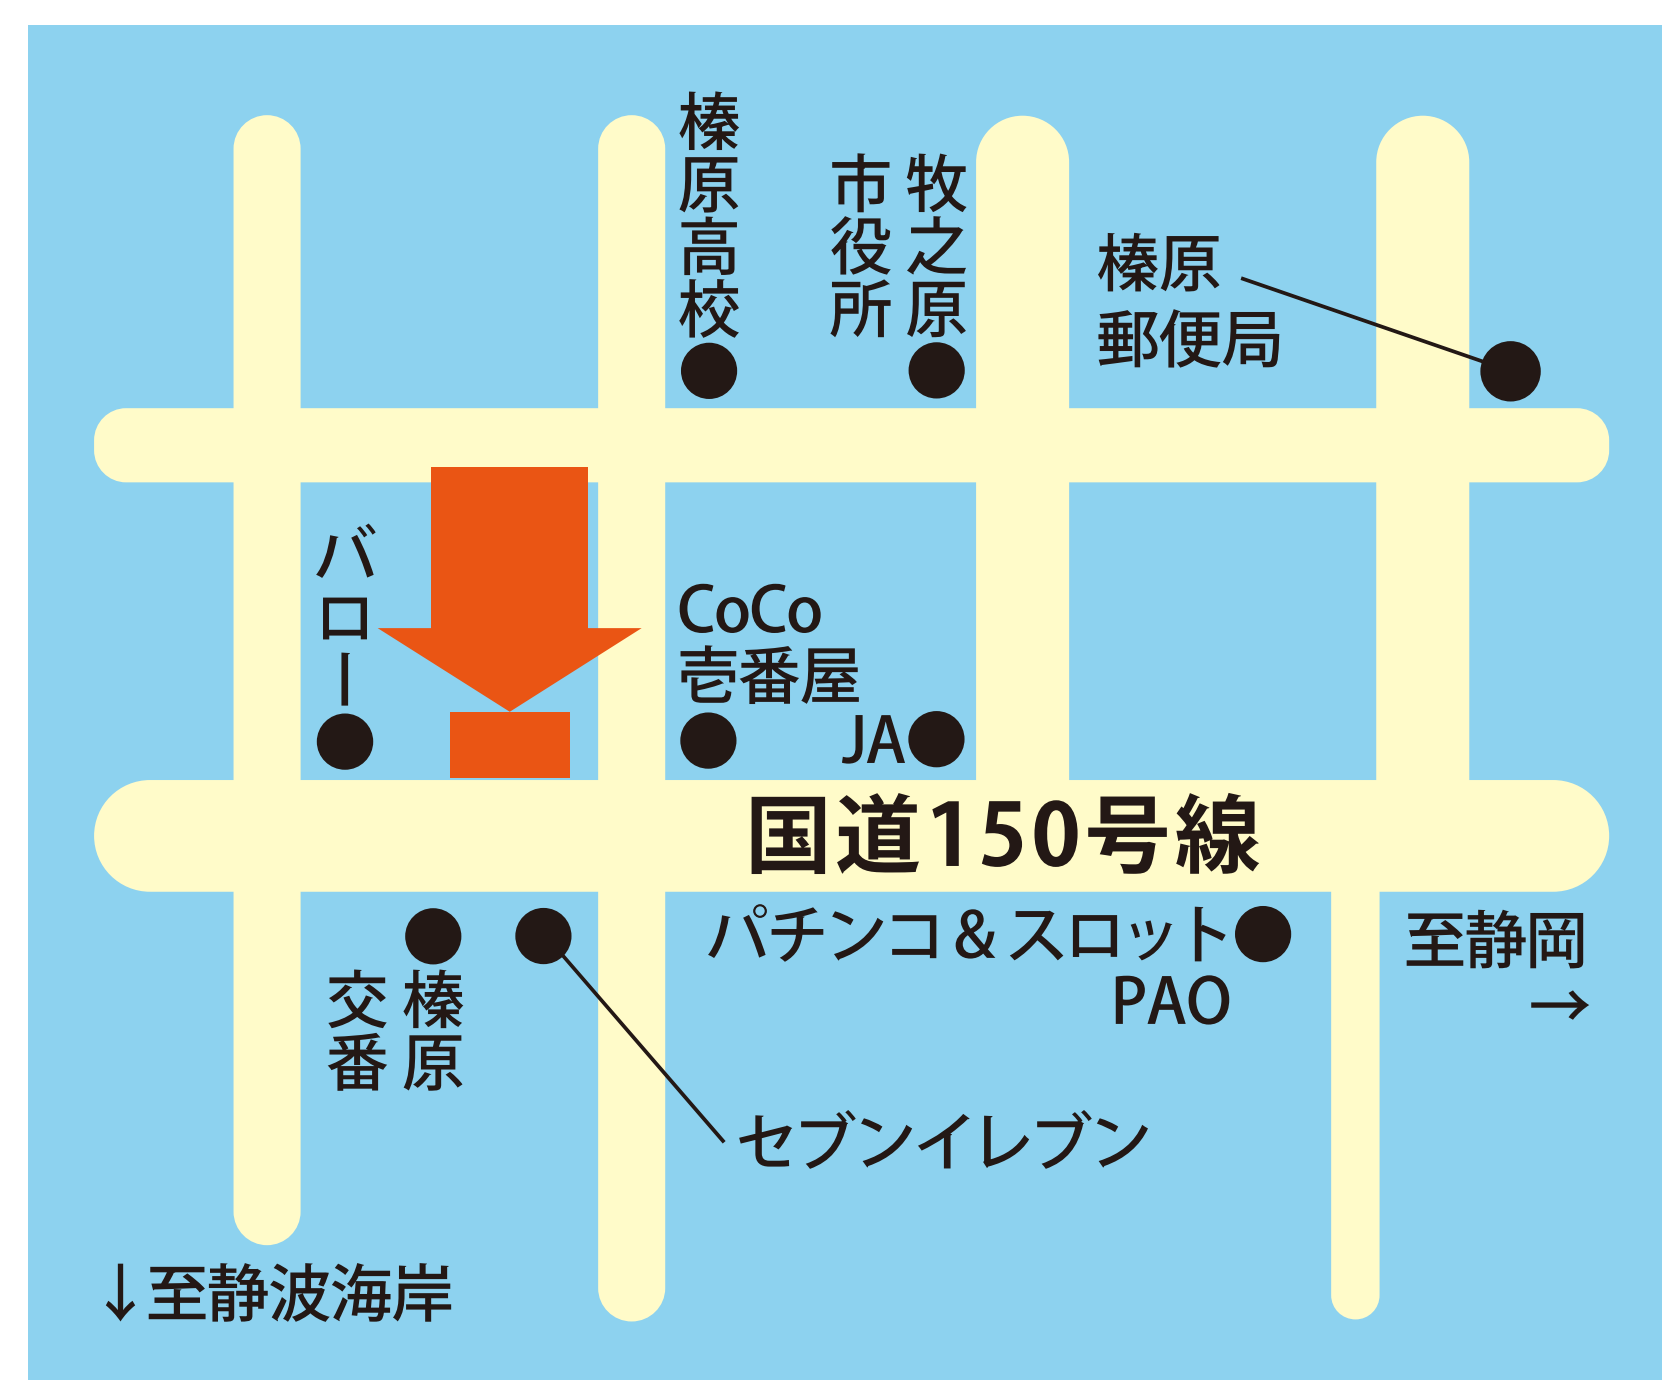 榛原高校
牧之原
市役所
榛原
郵便局
バロー
CoCo
壱番屋
JA
国道150号線
パチンコ&スロット
PAO
至静岡
→
榛原
交番
セブンイレブン
↓至静波海岸